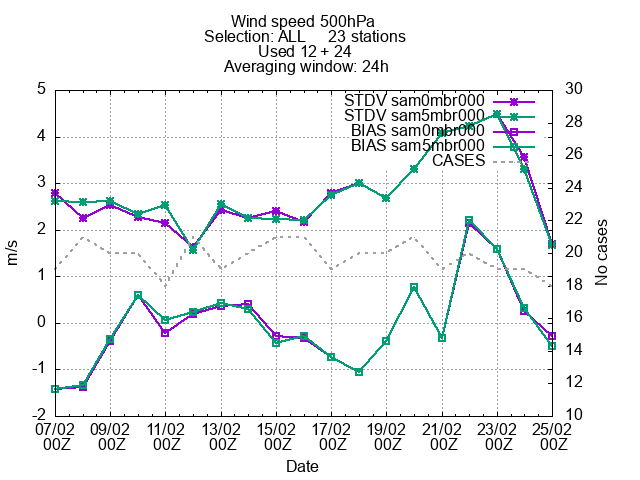 Wind speed 500hPa
Selection: ALL 23 stations
Used 12 + 24
Averaging window: 24h
5 30
STDV sam0mbr000
STDV sam5mbr000 28
4 BIAS sam0mbr000
BIAS sam5mbr000 26
CASES
3 24
22
2
m/s 20 No cases
1 18
0 16
14
-1 12
-2 10
07/02 09/02 11/02 13/02 15/02 17/02 19/02 21/02 23/02 25/02
00Z 00Z 00Z 00Z 00Z 00Z 00Z 00Z 00Z 00Z
Date